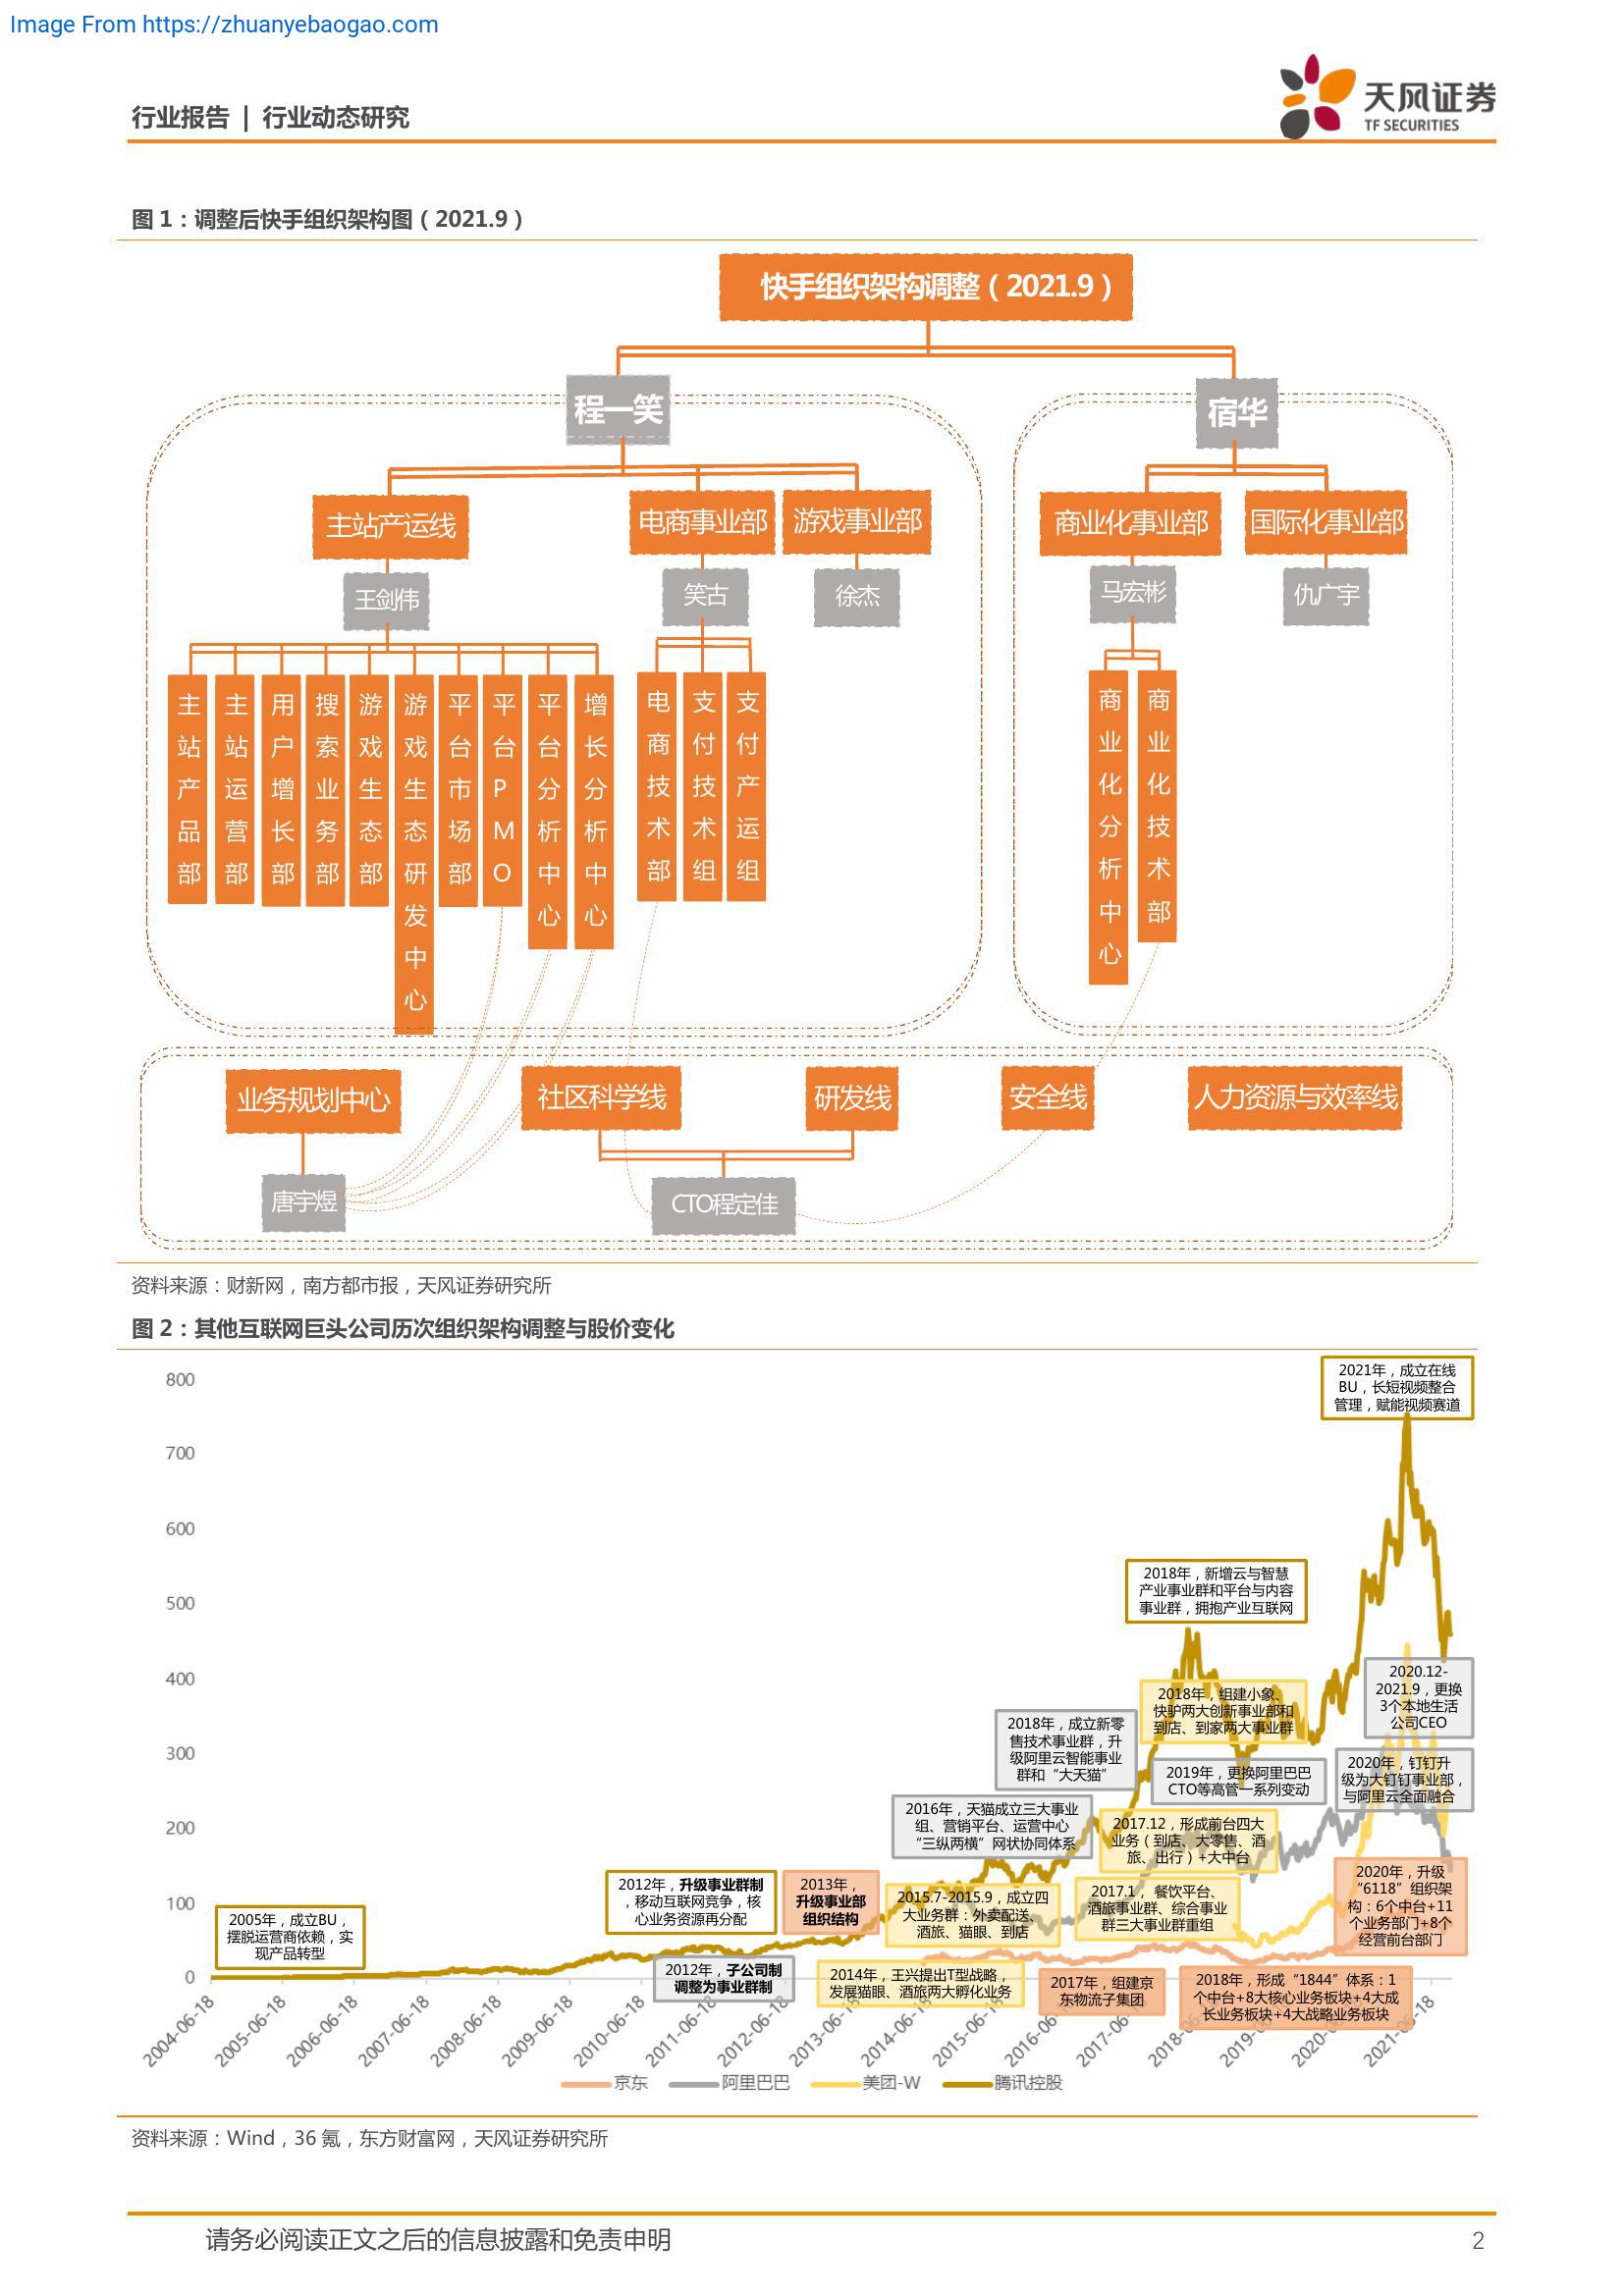 Image From https://zhuanyebaogao.com
行业报告 | 行业动态研究
天风证券
TF SECURITIES
图 1：调整后快手组织架构图（2021.9）
快手组织架构调整（2021.9）
程一笑
宿华
主站产运线
电商事业部
游戏事业部
商业化事业部
国际化事业部
王剑伟
笑古
徐杰
马宏彬
仇广宇
主站产品部
主站运营部
用户增长部
搜索业务部
游戏生态部
游戏生态研发中心
平台市场部
平台PMO
平台分析中心
增长分析中心
电商技术部
支付技术组
支付产运组
商业化分析中心
商业化技术部
业务规划中心
社区科学线
研发线
安全线
人力资源与效率线
唐宇煜
CTO程定佳
资料来源：财新网，南方都市报，天风证券研究所
图 2：其他互联网巨头公司历次组织架构调整与股价变化
800
700
600
500
400
300
200
100
0
2021年，成立在线
BU，长短视频整合
管理，赋能视频赛道
2018年，新增云与智慧
产业事业群和平台与内容
事业群，拥抱产业互联网
2020.12-
2021.9，更换
3个本地生活
公司CEO
2018年，组建小象、
快驴两大创新事业部和
到店、到家两大事业群
2018年，成立新零
售技术事业群，升
级阿里云智能事业
群和“大天猫”
2019年，更换阿里巴巴
CTO等高管一系列变动
2020年，钉钉升
级为大钉钉事业部，
与阿里云全面融合
2016年，天猫成立三大事业
组、营销平台、运营中心
“三纵两横”网状协同体系
2017.12，形成前台四大
业务（到店、大零售、酒
旅、出行）+大中台
2020年，升级
“6118”组织架
构：6个中台+11
个业务部门+8个
经营前台部门
2012年，升级事业群制
，移动互联网竞争，核
心业务资源再分配
2013年，
升级事业部
组织结构
2015.7-2015.9，成立四
大业务群：外卖配送、
酒旅、猫眼、到店
2017.1， 餐饮平台、
酒旅事业群、综合事业
群三大事业群重组
2005年，成立BU，
摆脱运营商依赖，实
现产品转型
2012年，子公司制
调整为事业群制
2014年，王兴提出T型战略，
发展猫眼、酒旅两大孵化业务
2017年，组建京
东物流子集团
2018年，形成“1844”体系：1
个中台+8大核心业务板块+4大成
长业务板块+4大战略业务板块
2004-06-18
2005-06-18
2006-06-18
2007-06-18
2008-06-18
2009-06-18
2010-06-18
2011-06-18
2012-06-18
2013-06-18
2014-06-18
2015-06-18
2016-06-
2017-06-
2018-06-
2019-0
2020-06
2021-06-18
京东
阿里巴巴
美团-W
腾讯控股
资料来源：Wind，36 氪，东方财富网，天风证券研究所
请务必阅读正文之后的信息披露和免责申明
2